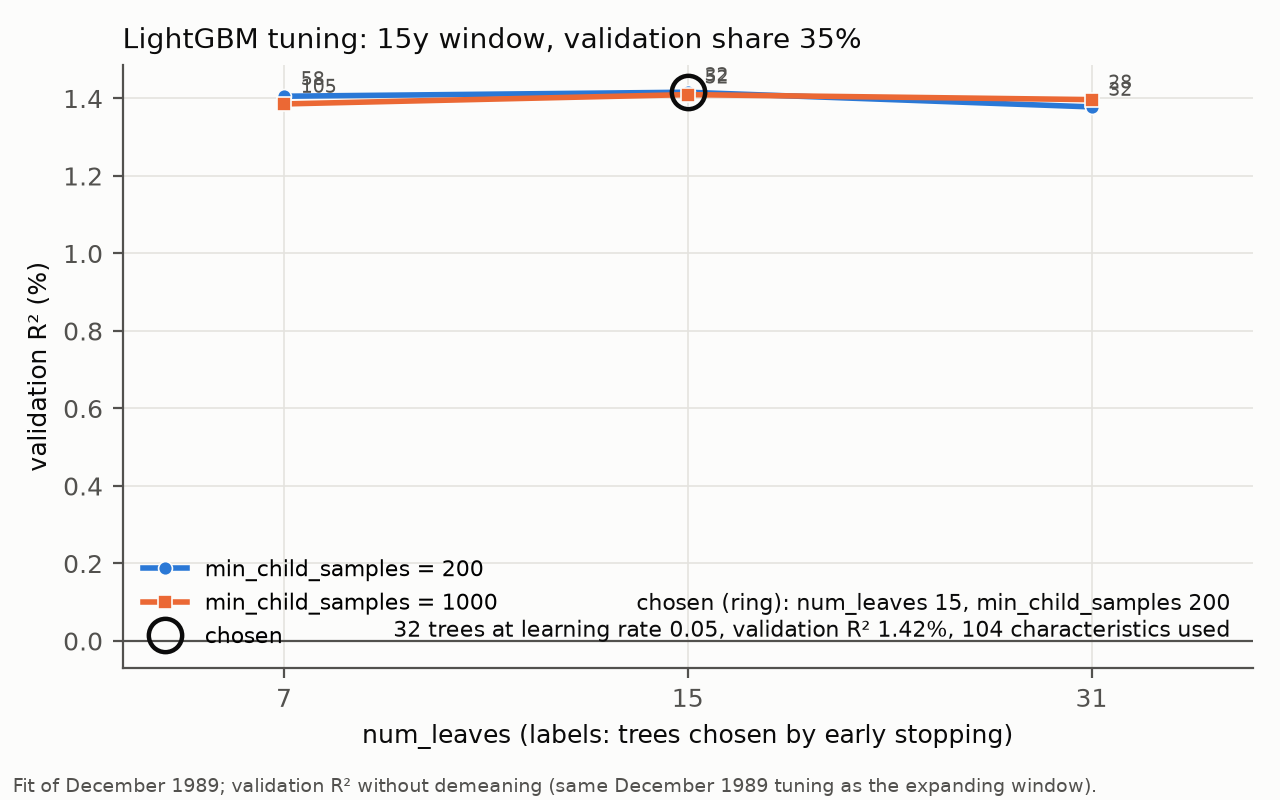 LightGBM tuning: 15y window, validation share 35%
58
105
32
52
28
32
1.4
1.2
1.0
0.8
0.6
0.4
0.2
0.0
validation R² (%)
min_child_samples = 200
min_child_samples = 1000
chosen
chosen (ring): num_leaves 15, min_child_samples 200
32 trees at learning rate 0.05, validation R² 1.42%, 104 characteristics used
7
15
31
num_leaves (labels: trees chosen by early stopping)
Fit of December 1989; validation R² without demeaning (same December 1989 tuning as the expanding window).